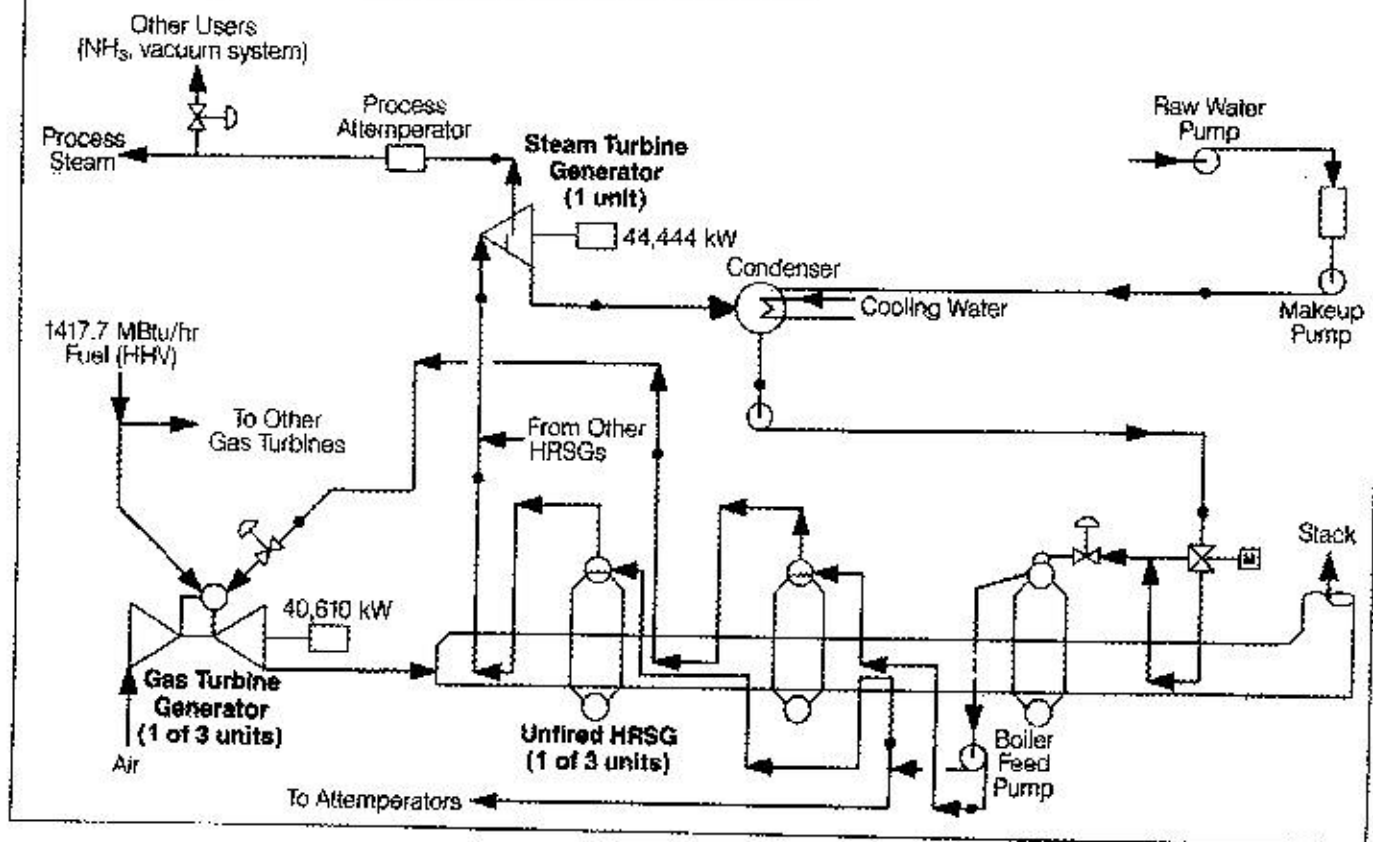 Other Users
(NH₃, vacuum system)
Process
Steam
Process
Attemperator
Steam Turbine
Generator
(1 unit)
44,444 kW
Raw Water
Pump
Condenser
Cooling Water
Makeup
Pump
1417.7 MBtu/hr
Fuel (HHV)
To Other
Gas Turbines
From Other
HRSGs
Stack
M
40,610 kW
Gas Turbine
Generator
(1 of 3 units)
Air
Unfired HRSG
(1 of 3 units)
Boiler
Feed
Pump
To Attemperators